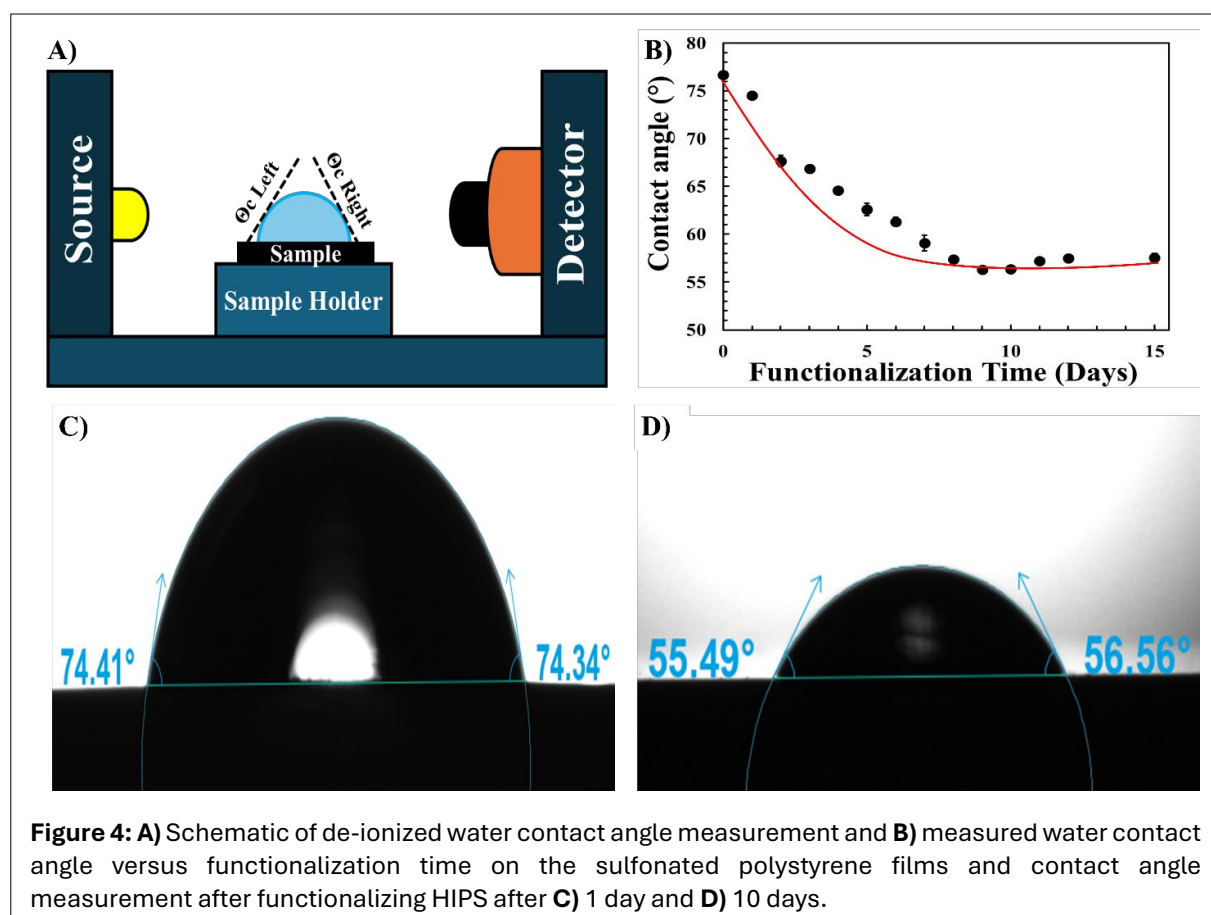 A)
Source
Θc Left
Θc Right
Sample
Sample Holder
Detector
B)
Contact angle (°)
80
75
70
65
60
55
50
0
5
10
15
Functionalization Time (Days)
C)
74.41°
74.34°
D)
55.49°
56.56°
Figure 4: A) Schematic of de-ionized water contact angle measurement and B) measured water contact
angle versus functionalization time on the sulfonated polystyrene films and contact angle
measurement after functionalizing HIPS after C) 1 day and D) 10 days.